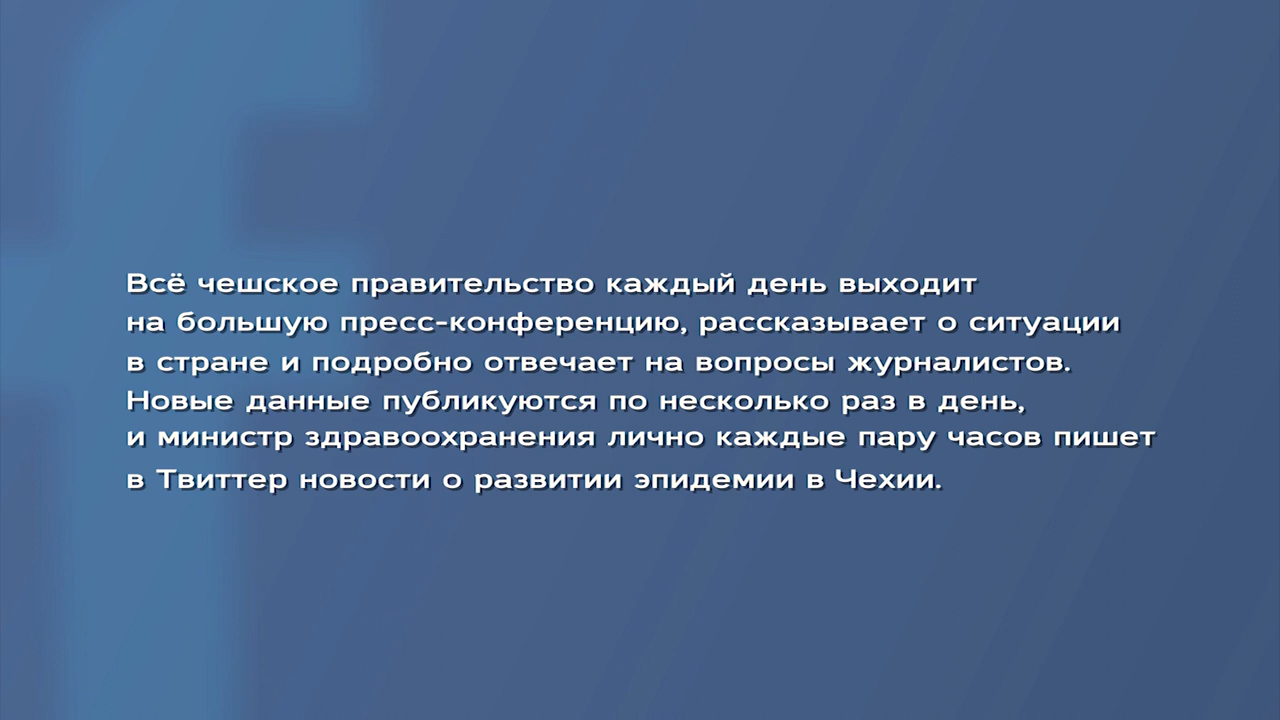 Всё чешское правительство каждый день выходит
на большую пресс-конференцию, рассказывает о ситуации
в стране и подробно отвечает на вопросы журналистов.
Новые данные публикуются по несколько раз в день,
и министр здравоохранения лично каждые пару часов пишет
в Твиттер новости о развитии эпидемии в Чехии.